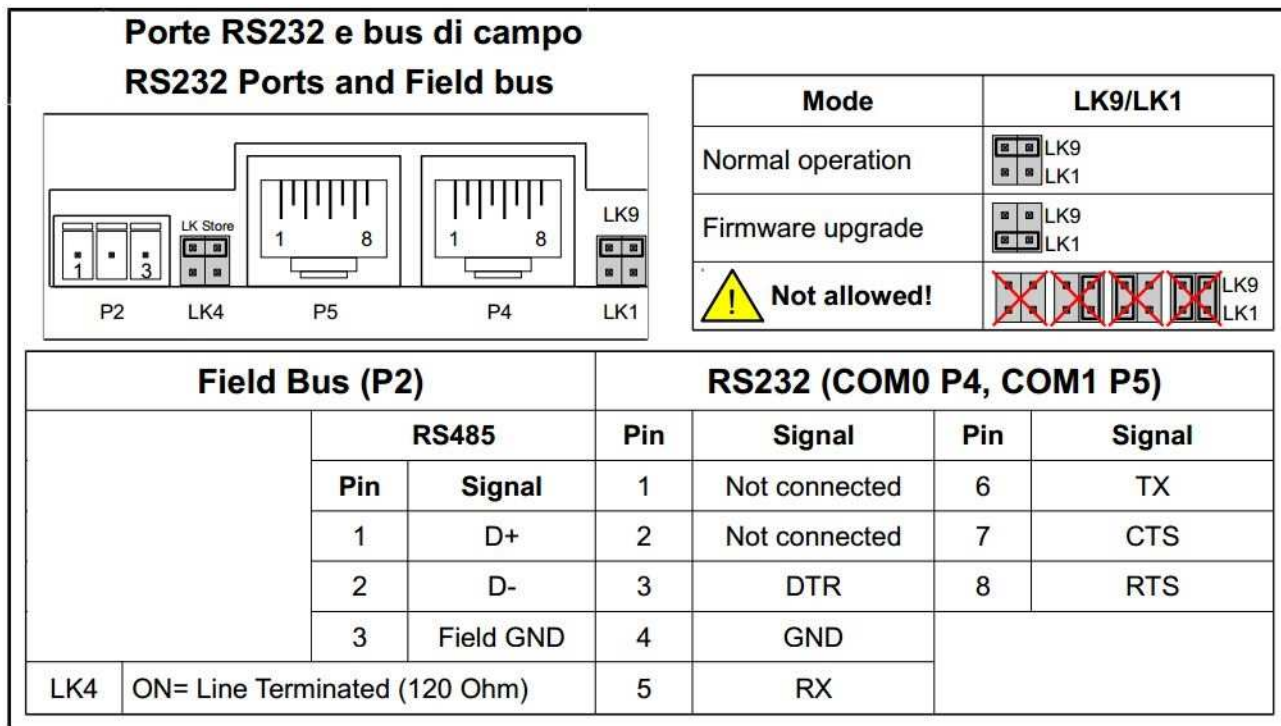 Porte RS232 e bus di campo
RS232 Ports and Field bus
LK Store
1 3
1 8
1 8
LK9
P2 LK4 P5 P4 LK1
Mode LK9/LK1
Normal operation LK9
LK1
Firmware upgrade LK9
LK1
! Not allowed! LK9
LK1
Field Bus (P2) RS232 (COM0 P4, COM1 P5)
RS485 Pin Signal Pin Signal
Pin Signal 1 Not connected 6 TX
1 D+ 2 Not connected 7 CTS
2 D- 3 DTR 8 RTS
3 Field GND 4 GND
LK4 ON= Line Terminated (120 Ohm) 5 RX